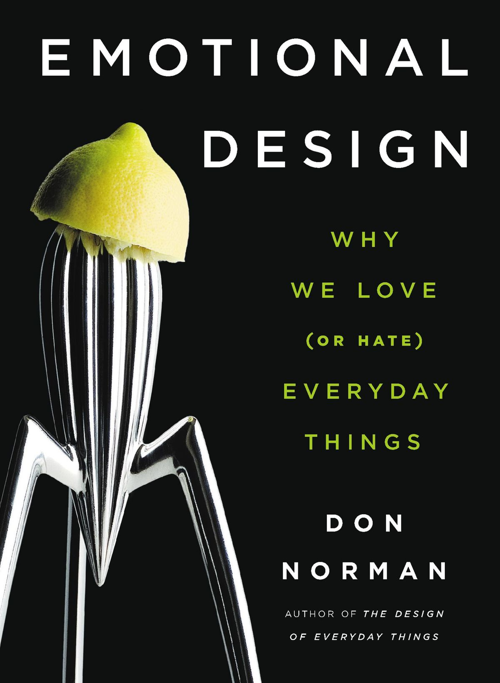 EMOTIONAL
DESIGN
WHY
WE LOVE
(OR HATE)
EVERYDAY
THINGS
DON
NORMAN
AUTHOR OF THE DESIGN
OF EVERYDAY THINGS